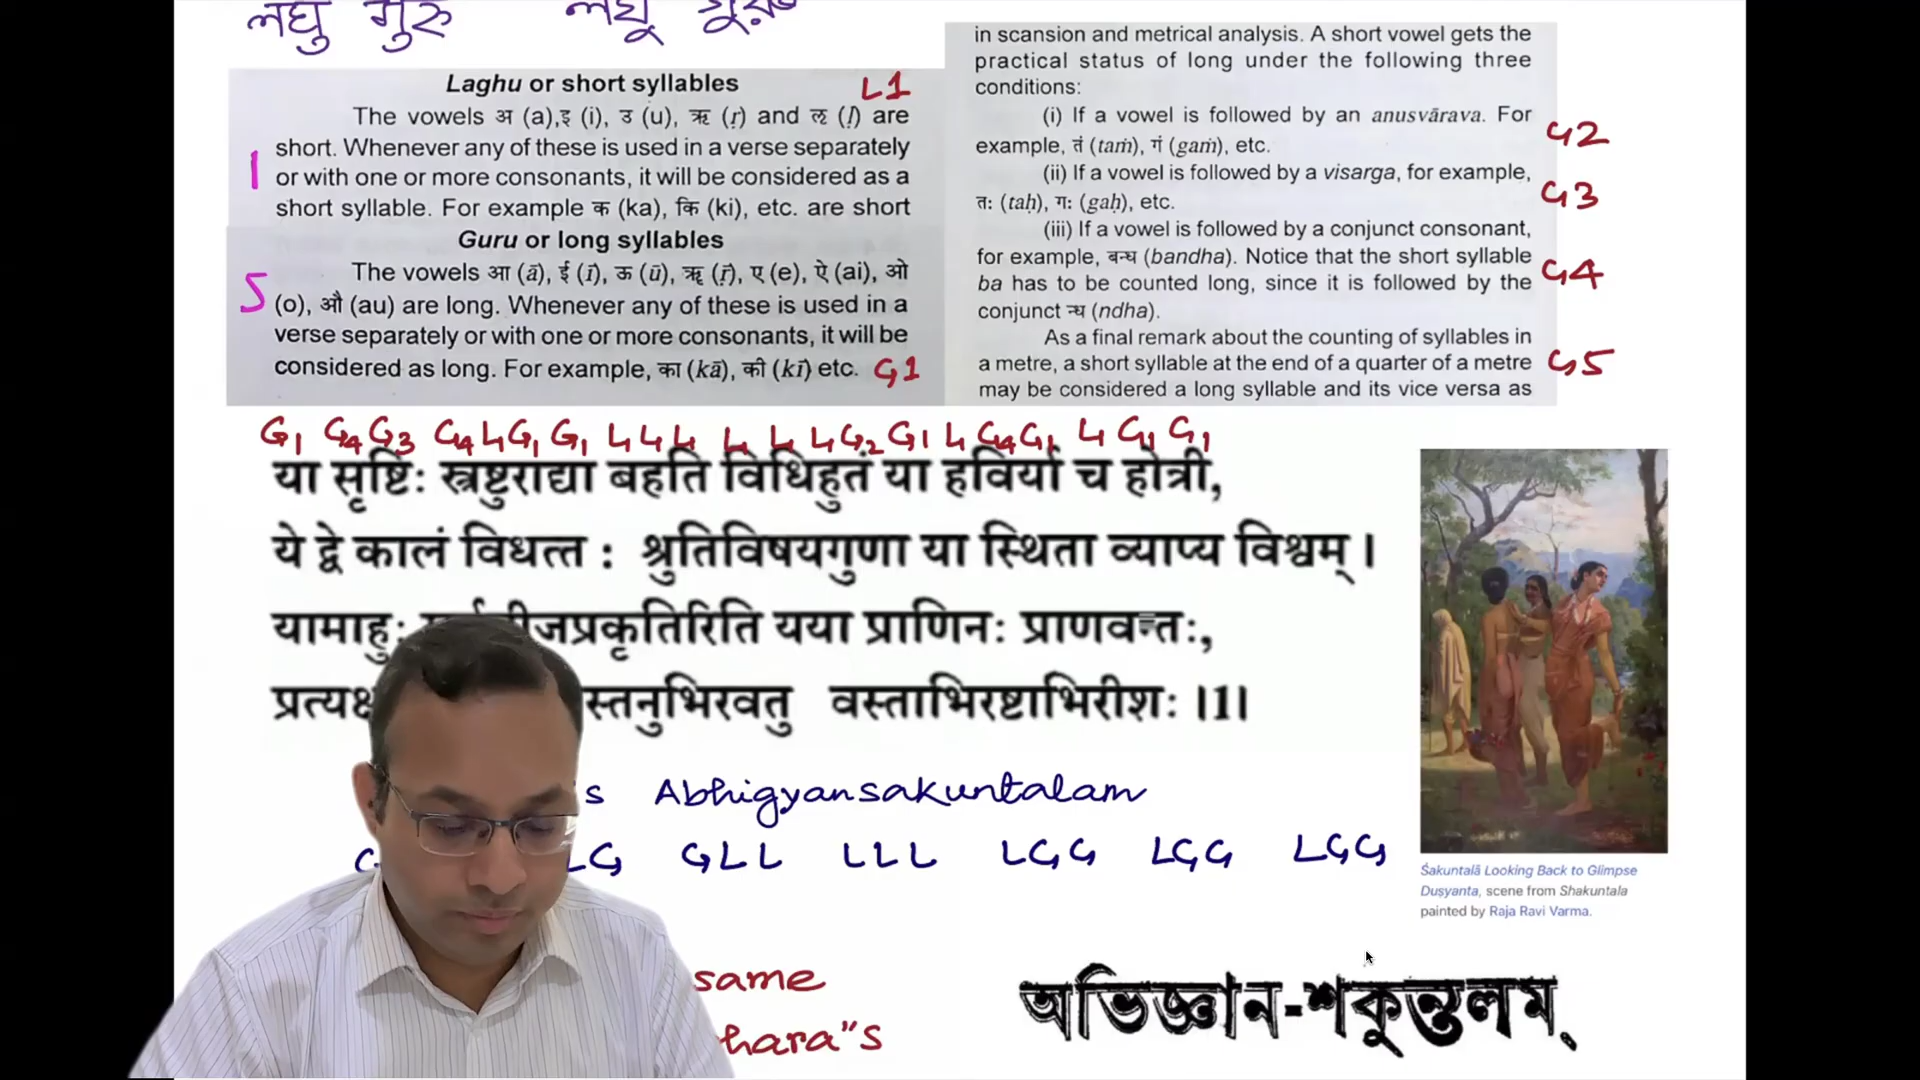 लघु गुरु लघू गुरू
Laghu or short syllables L1
The vowels अ (a),इ (i), उ (u), ऋ (ṛ) and ऌ (ḷ) are
1 short. Whenever any of these is used in a verse separately
or with one or more consonants, it will be considered as a
short syllable. For example क (ka), कि (ki), etc. are short
Guru or long syllables
The vowels आ (ā), ई (ī), ऊ (ū), ॠ (ṝ), ए (e), ऐ (ai), ओ
5 (o), औ (au) are long. Whenever any of these is used in a
verse separately or with one or more consonants, it will be
considered as long. For example, का (kā), की (kī) etc. G1
in scansion and metrical analysis. A short vowel gets the
practical status of long under the following three
conditions:
(i) If a vowel is followed by an anusvārava. For G2
example, तं (taṁ), गं (gaṁ), etc.
(ii) If a vowel is followed by a visarga, for example, G3
तः (taḥ), गः (gaḥ), etc.
(iii) If a vowel is followed by a conjunct consonant,
for example, बन्ध (bandha). Notice that the short syllable G4
ba has to be counted long, since it is followed by the
conjunct न्ध (ndha).
As a final remark about the counting of syllables in
a metre, a short syllable at the end of a quarter of a metre G5
may be considered a long syllable and its vice versa as
G1 G4 G3 G4 L G1 G1 L L L L L L G2 G1 L G4 G1 L G1 G1
या सृष्टिः स्त्रष्टुराद्या बहति विधिहुतं या हविर्या च होत्री,
ये द्वे कालं विधत्त : श्रुतिविषयगुणा या स्थिता व्याप्य विश्वम् ।
यामाहुः जप्रकृतिरिति यया प्राणिनः प्राणवन्तः,
स्तनुभिरवतु वस्ताभिरष्टाभिरीशः ।1।
s Abhigyansakuntalam
LG GLL LLL LGG LGG LGG
Śakuntalā Looking Back to Glimpse
Duṣyanta, scene from Shakuntala
painted by Raja Ravi Varma.
same
hara"s
অভিজ্ঞান-শকুন্তলম্